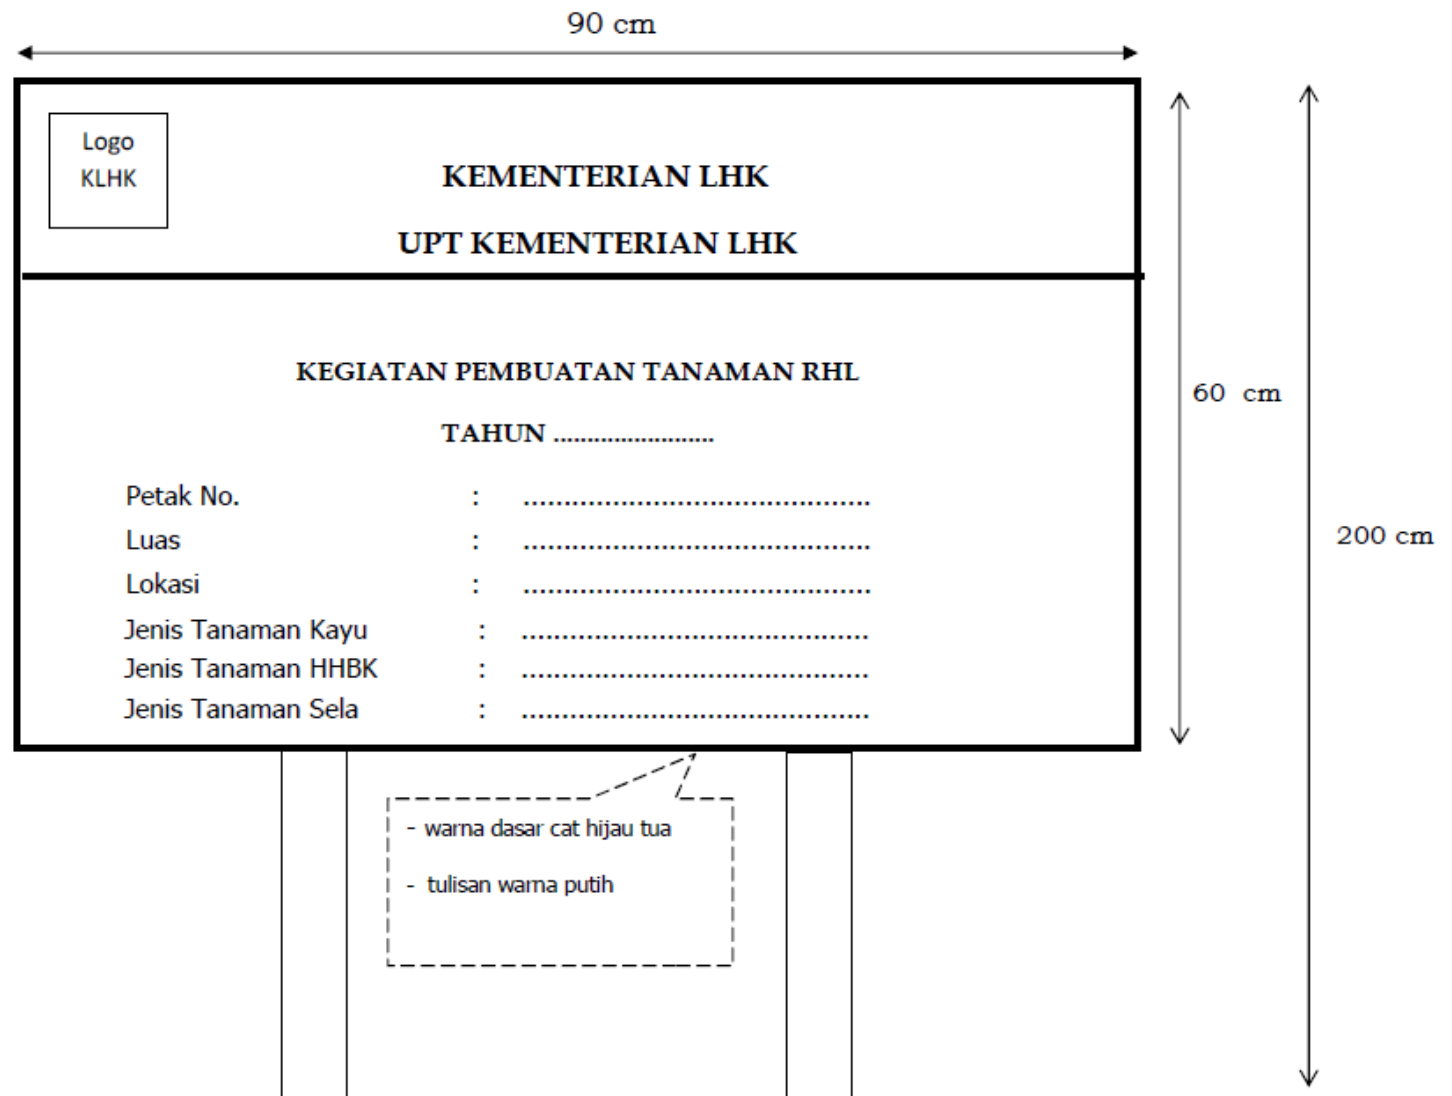 90 cm
Logo
KLHK
KEMENTERIAN LHK
UPT KEMENTERIAN LHK
KEGIATAN PEMBUATAN TANAMAN RHL
TAHUN ........................
60 cm
Petak No. : ...........................................
200 cm
Luas : ...........................................
Lokasi : ...........................................
Jenis Tanaman Kayu : ...........................................
Jenis Tanaman HHBK : ...........................................
Jenis Tanaman Sela : ...........................................
- warna dasar cat hijau tua
- tulisan warna putih